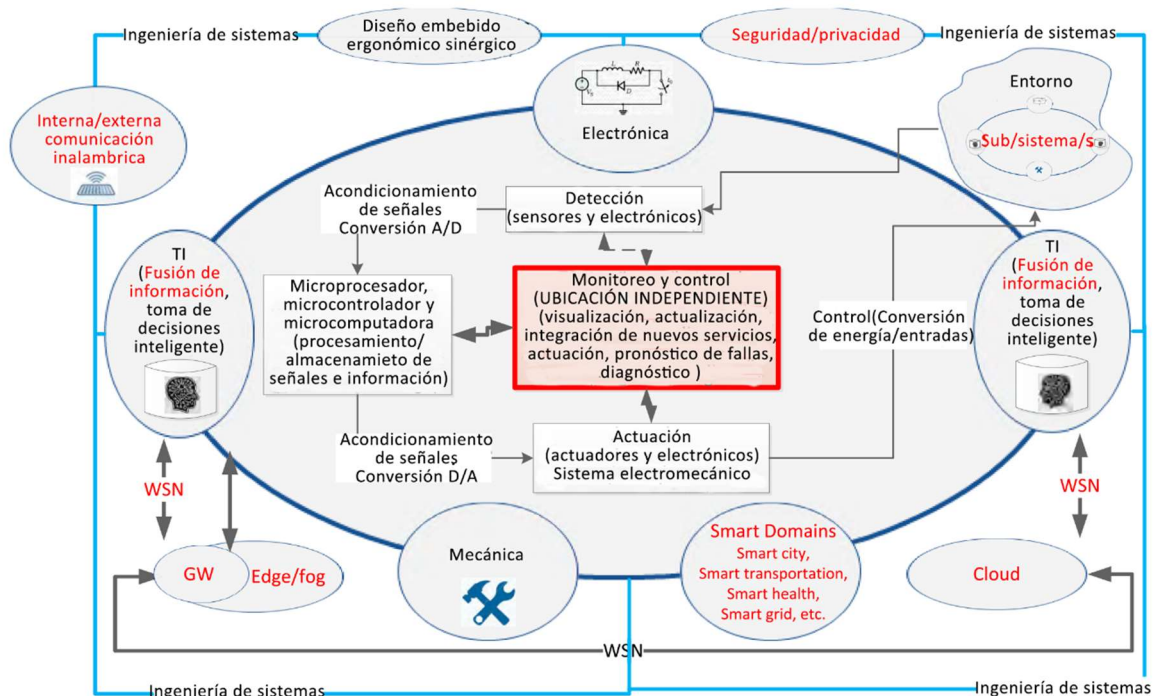 Ingeniería de sistemas
Diseño embebido
ergonómico sinérgico
Seguridad/privacidad
Ingeniería de sistemas
Interna/externa
comunicación
inalambrica
L
R
D
Electrónica
Entorno
Sub/sistema/s
Acondicionamiento
de señales
Conversión A/D
Detección
(sensores y electrónicos)
TI
(Fusión de
información,
toma de
decisiones
inteligente)
Microprocesador,
microcontrolador y
microcomputadora
(procesamiento/
almacenamieto de
señales e información)
Monitoreo y control
(UBICACIÓN INDEPENDIENTE)
(visualización, actualización,
integración de nuevos servicios,
actuación, pronóstico de fallas,
diagnóstico )
Control(Conversión
de energía/entradas)
TI
(Fusión de
información,
toma de
decisiones
inteligente)
Acondicionamiento
de señales
Conversión D/A
Actuación
(actuadores y electrónicos)
Sistema electromecánico
WSN
WSN
GW
Edge/fog
Mecánica
Smart Domains
Smart city,
Smart transportation,
Smart health,
Smart grid, etc.
Cloud
WSN
Ingeniería de sistemas
Ingeniería de sistemas